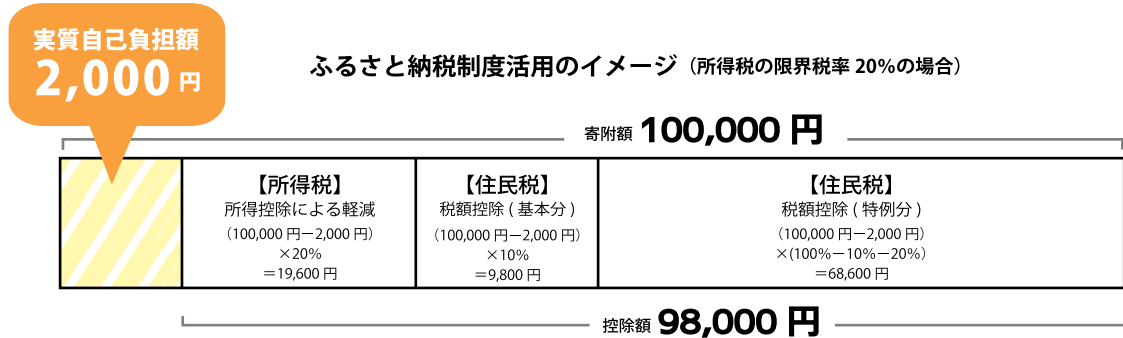 実質自己負担額
2,000 円
ふるさと納税制度活用のイメージ（所得税の限界税率 20％の場合）
寄附額 100,000 円
【所得税】
所得控除による軽減
（100,000 円－2,000 円）
×20％
＝19,600 円
【住民税】
税額控除 ( 基本分 )
（100,000 円－2,000 円）
×10％
＝9,800 円
【住民税】
税額控除 ( 特例分 )
（100,000 円－2,000 円）
×(100％－10％－20％)
＝68,600 円
控除額 98,000 円